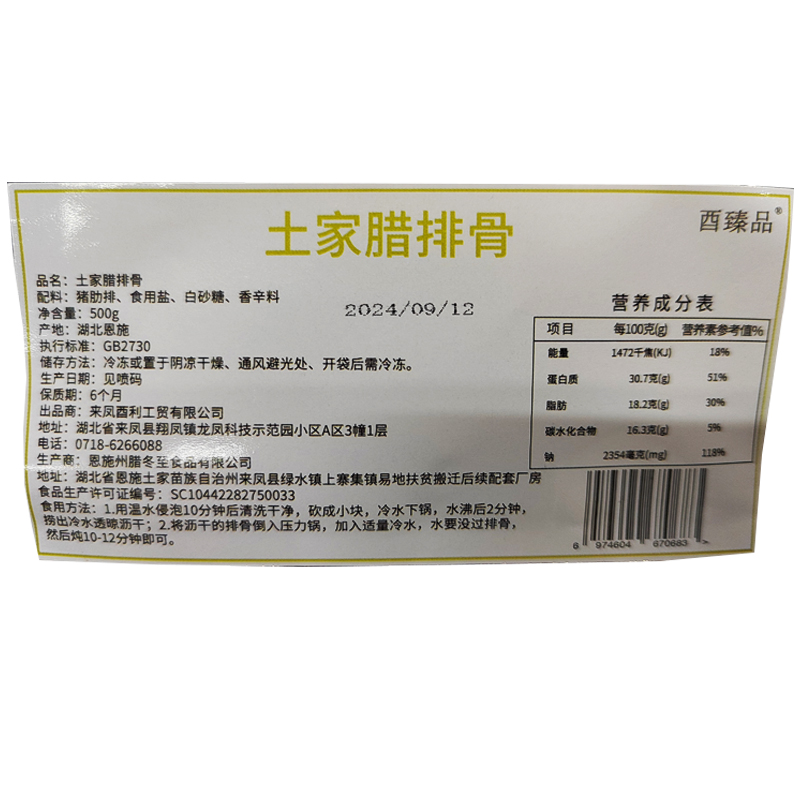 土家腊排骨
酉臻品®
品名：土家腊排骨
配料：猪肋排、食用盐、白砂糖、香辛料
净含量：500g
产地：湖北恩施
执行标准：GB2730
储存方法：冷冻或置于阴凉干燥、通风避光处、开袋后需冷冻。
生产日期：见喷码
保质期：6个月
出品商：来凤酉利工贸有限公司
地址：湖北省来凤县翔凤镇龙凤科技示范园小区A区3幢1层
电话：0718-6266088
生产商：恩施州腊冬至食品有限公司
地址：湖北省恩施土家苗族自治州来凤县绿水镇上寨集镇易地扶贫搬迁后续配套厂房
食品生产许可证编号：SC10442282750033
食用方法：1.用温水侵泡10分钟后清洗干净，砍成小块，冷水下锅，水沸后2分钟，
捞出冷水透晾沥干；2.将沥干的排骨倒入压力锅，加入适量冷水，水要没过排骨，
然后炖10-12分钟即可。
2024/09/12
营养成分表
项目 每100克(g) 营养素参考值%
能量 1472千焦(KJ) 18%
蛋白质 30.7克(g) 51%
脂肪 18.2克(g) 30%
碳水化合物 16.3克(g) 5%
钠 2354毫克(mg) 118%
6 974604 670683 >